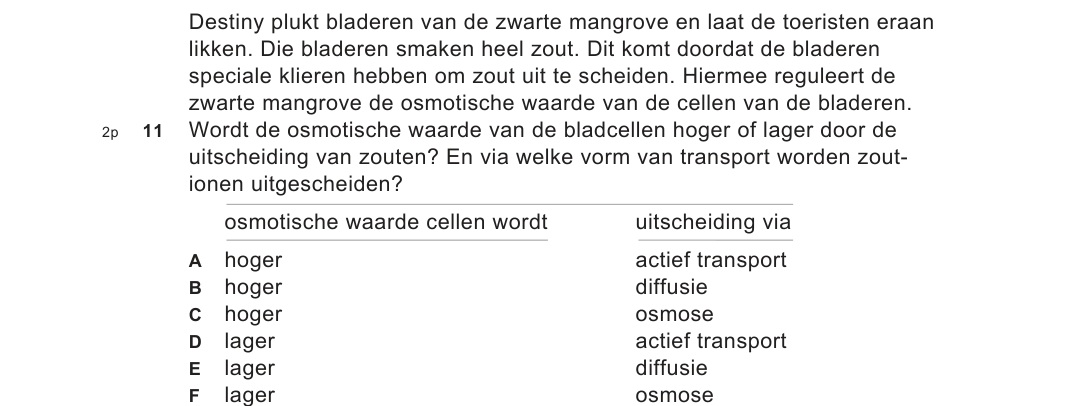 Destiny plukt bladeren van de zwarte mangrove en laat de toeristen eraan
likken. Die bladeren smaken heel zout. Dit komt doordat de bladeren
speciale klieren hebben om zout uit te scheiden. Hiermee reguleert de
zwarte mangrove de osmotische waarde van de cellen van de bladeren.
2p 11 Wordt de osmotische waarde van de bladcellen hoger of lager door de
uitscheiding van zouten? En via welke vorm van transport worden zout-
ionen uitgescheiden?
osmotische waarde cellen wordt uitscheiding via
A hoger actief transport
B hoger diffusie
C hoger osmose
D lager actief transport
E lager diffusie
F lager osmose